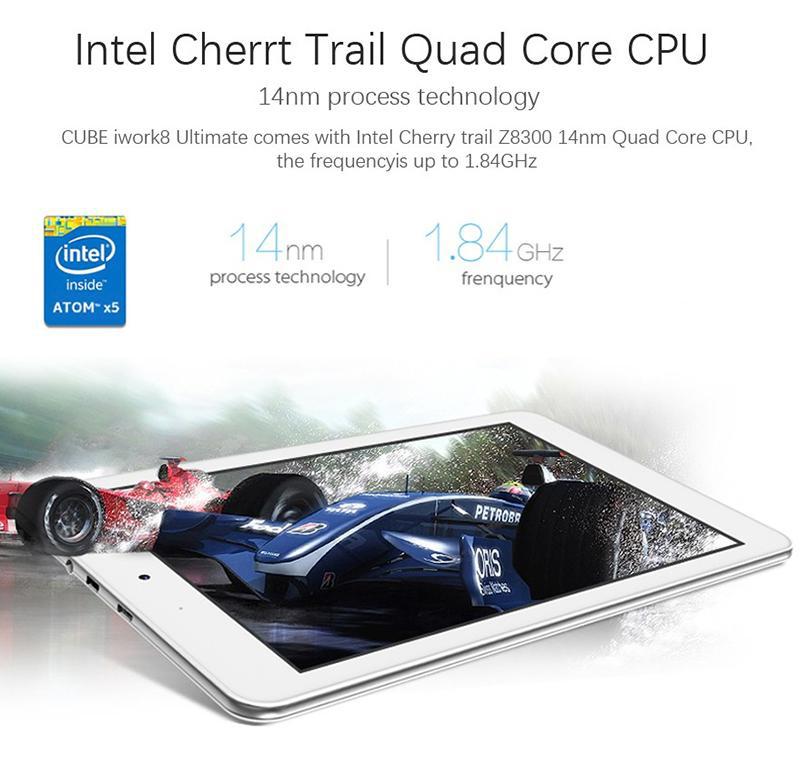 Intel Cherrt Trail Quad Core CPU
14nm process technology
CUBE iwork8 Ultimate comes with Intel Cherry trail Z8300 14nm Quad Core CPU,
the frequencyis up to 1.84GHz
intel
inside™
ATOM™ x5
14nm
process technology
1.84GHz
frenquency
PETROBR
ORIS